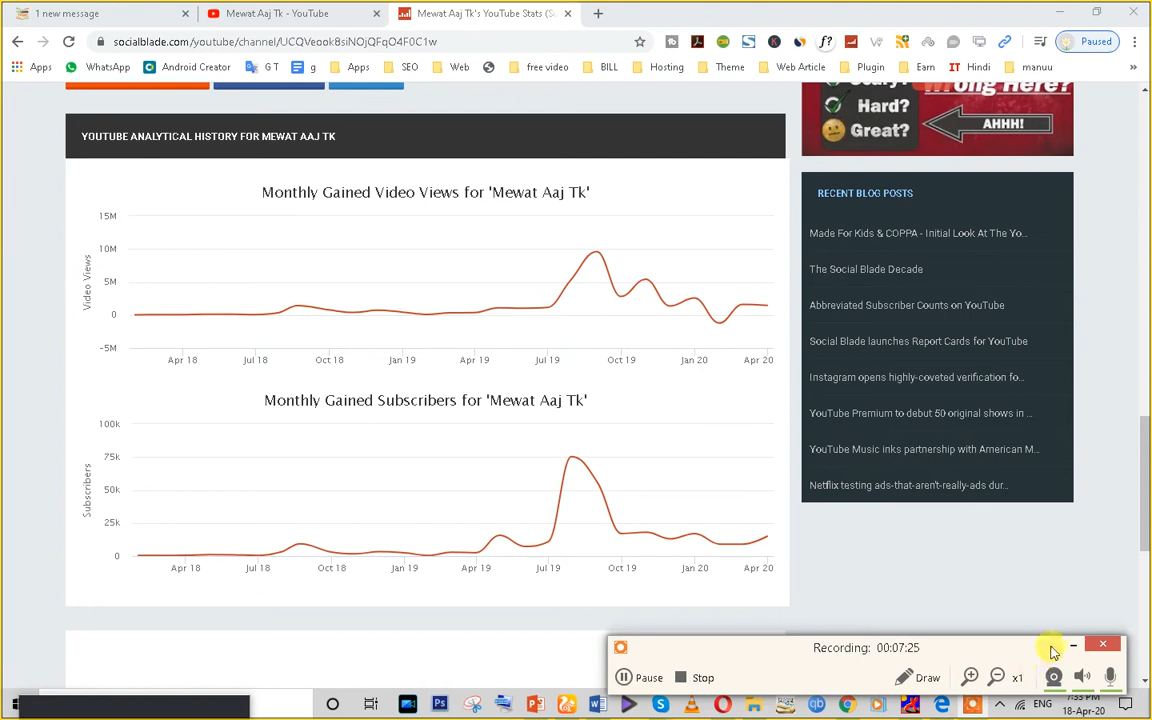 1 new message
Mewat Aaj Tk - YouTube
Mewat Aaj Tk's YouTube Stats (S
socialblade.com/youtube/channel/UCQVeook8siNOjQFqO4F0C1w
Paused
Apps WhatsApp Android Creator G T g Apps SEO Web free video BILL Hosting Theme Web Article Plugin Earn IT Hindi manuu
Wrong Here?
Hard?
Great?
AHHH!
YOUTUBE ANALYTICAL HISTORY FOR MEWAT AAJ TK
Monthly Gained Video Views for 'Mewat Aaj Tk'
Video Views
15M
10M
5M
0
-5M
Apr 18 Jul 18 Oct 18 Jan 19 Apr 19 Jul 19 Oct 19 Jan 20 Apr 20
Monthly Gained Subscribers for 'Mewat Aaj Tk'
Subscribers
100k
75k
50k
25k
0
Apr 18 Jul 18 Oct 18 Jan 19 Apr 19 Jul 19 Oct 19 Jan 20 Apr 20
RECENT BLOG POSTS
Made For Kids & COPPA - Initial Look At The Yo...
The Social Blade Decade
Abbreviated Subscriber Counts on YouTube
Social Blade launches Report Cards for YouTube
Instagram opens highly-coveted verification fo...
YouTube Premium to debut 50 original shows in ...
YouTube Music inks partnership with American M...
Netflix testing ads-that-aren't-really-ads dur...
Recording: 00:07:25
Pause Stop Draw x1
ENG
7:33 PM
18-Apr-20